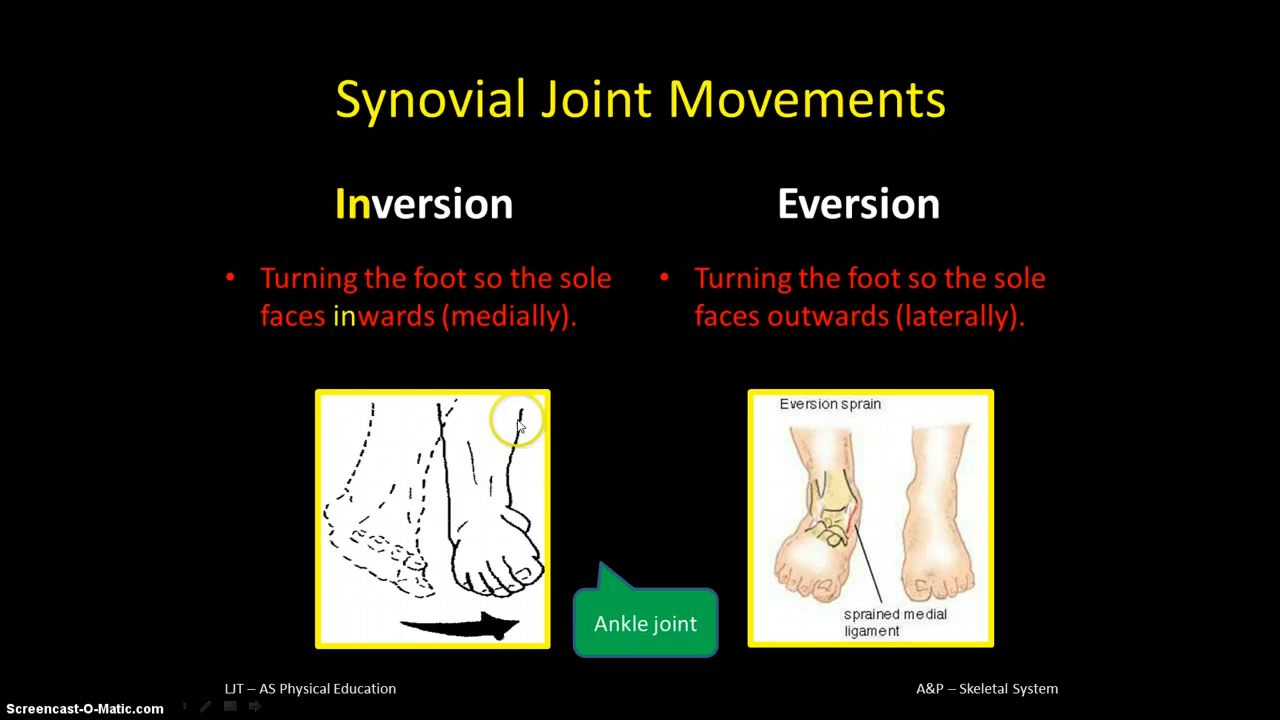 Synovial Joint Movements
Inversion
• Turning the foot so the sole
faces inwards (medially).
Eversion
• Turning the foot so the sole
faces outwards (laterally).
Eversion sprain
sprained medial
ligament
Ankle joint
LJT – AS Physical Education
A&P – Skeletal System
Screencast-O-Matic.com